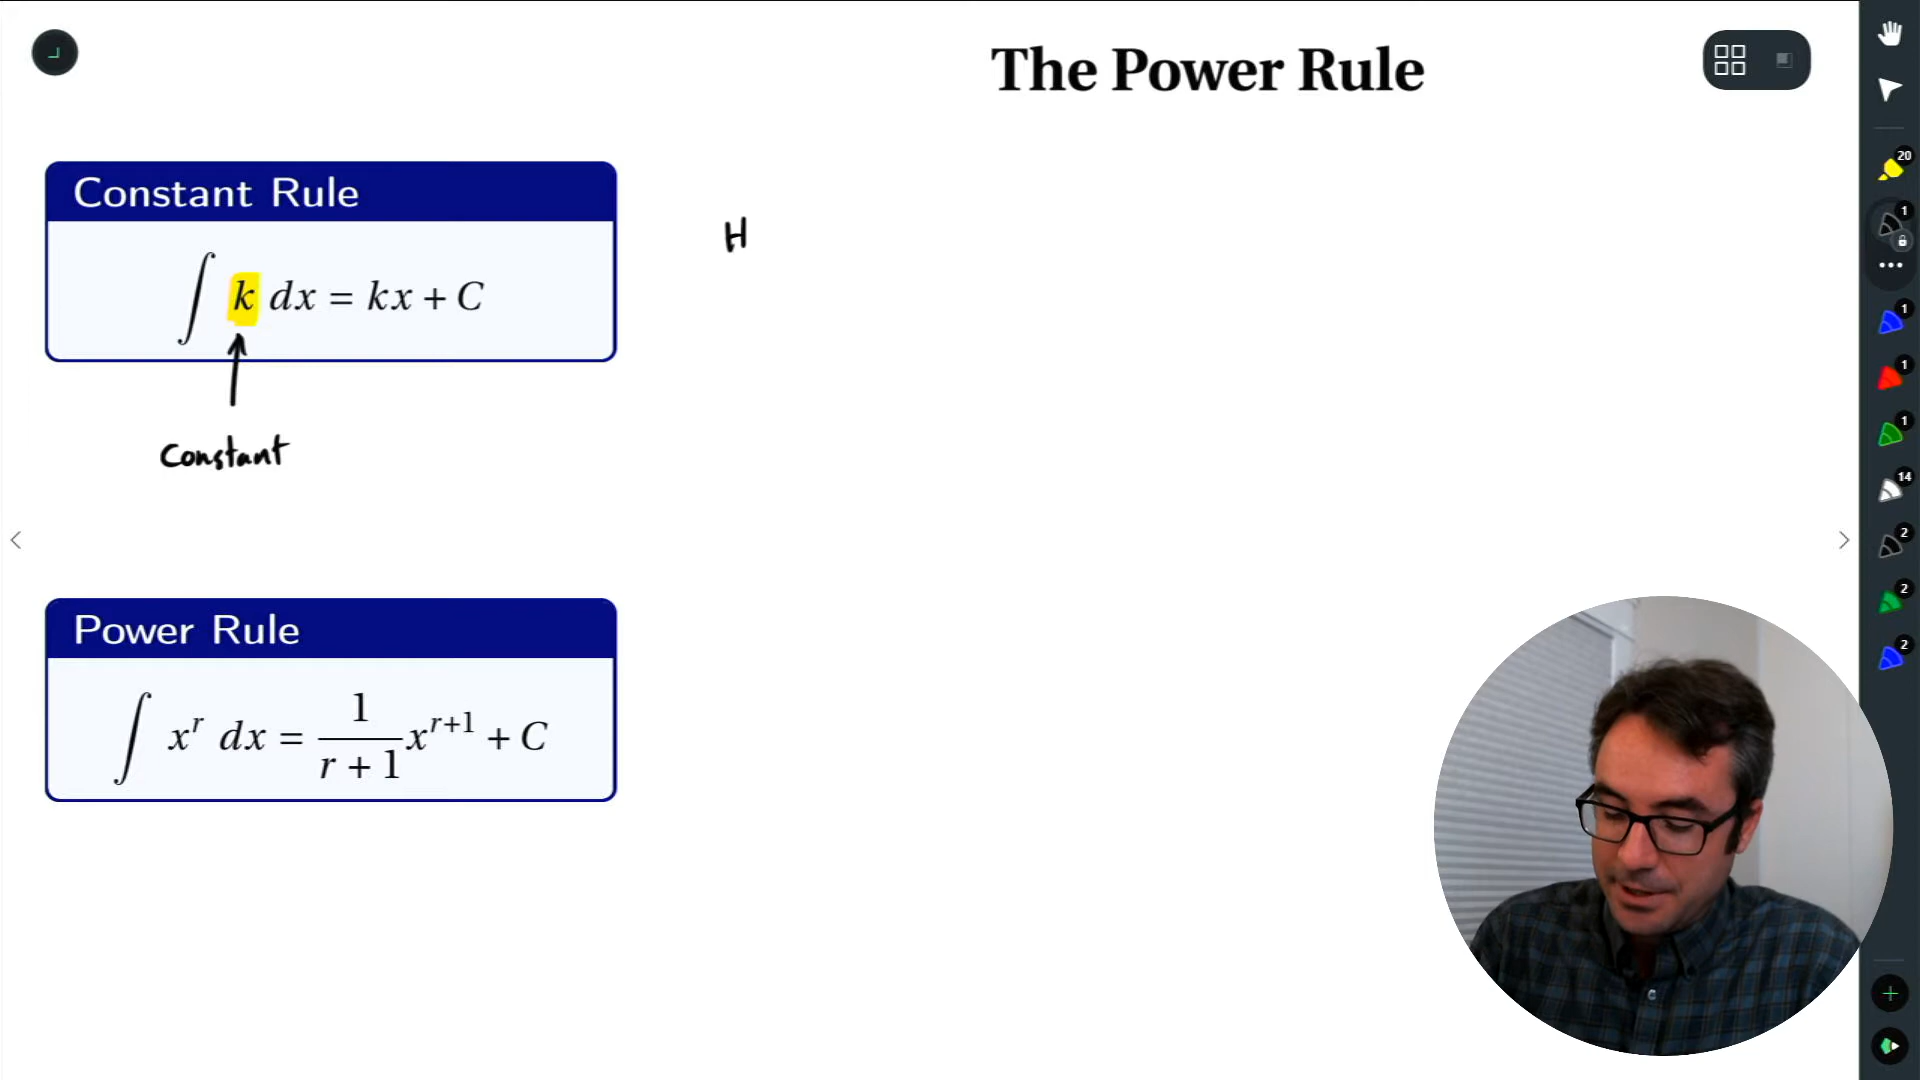 The Power Rule
Constant Rule
∫ k dx = kx + C
Constant
H
Power Rule
∫ x^r dx = 1/(r+1) x^{r+1} + C
20
1
1
1
1
14
2
2
2